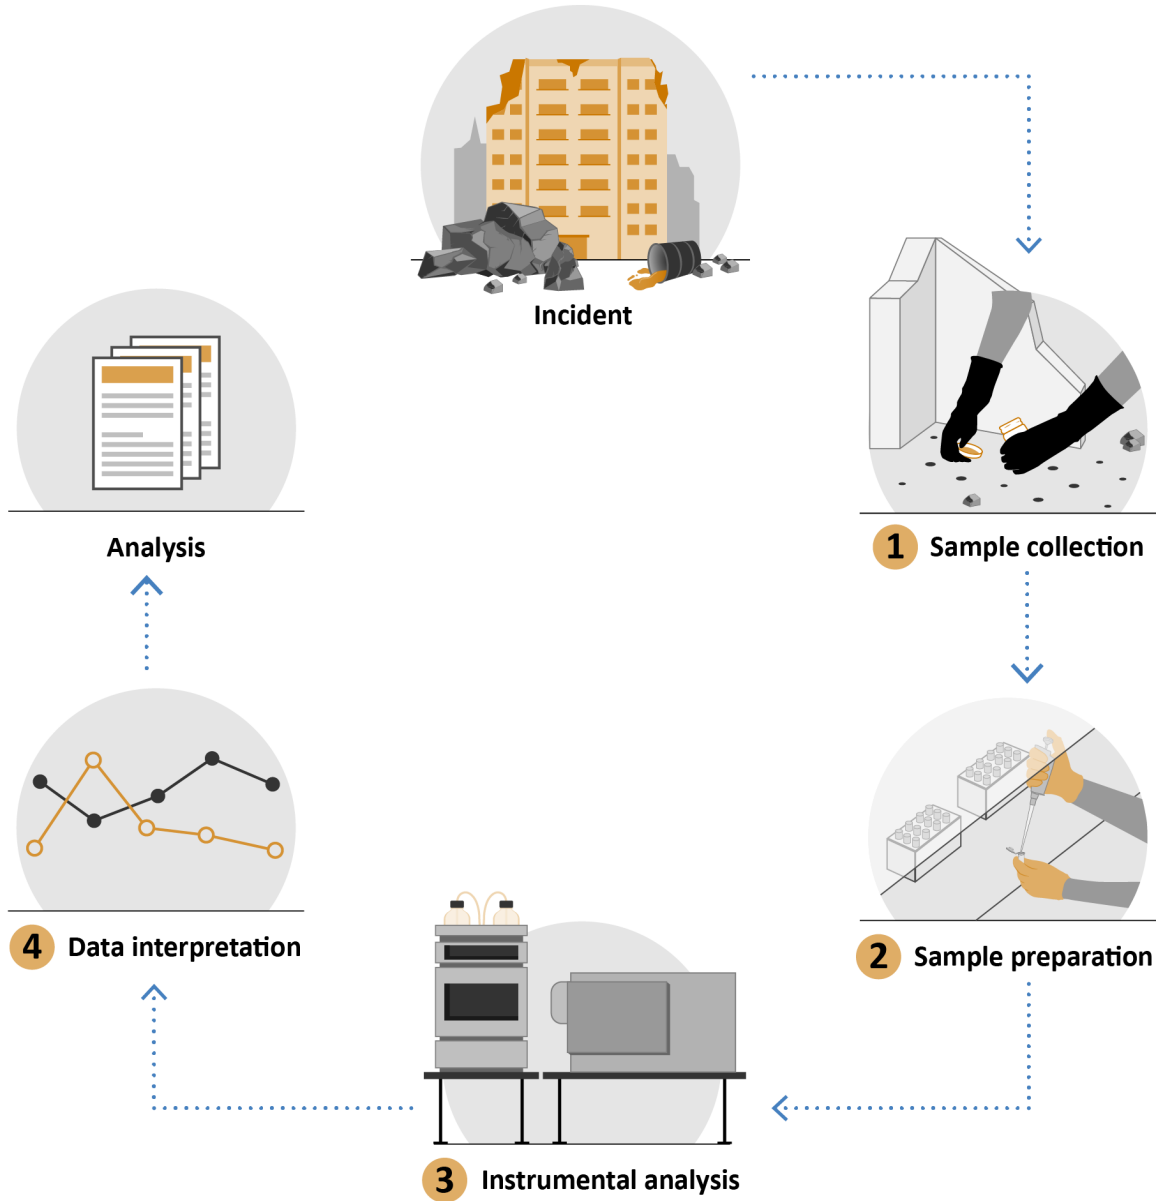 Incident
1 Sample collection
2 Sample preparation
3 Instrumental analysis
4 Data interpretation
Analysis